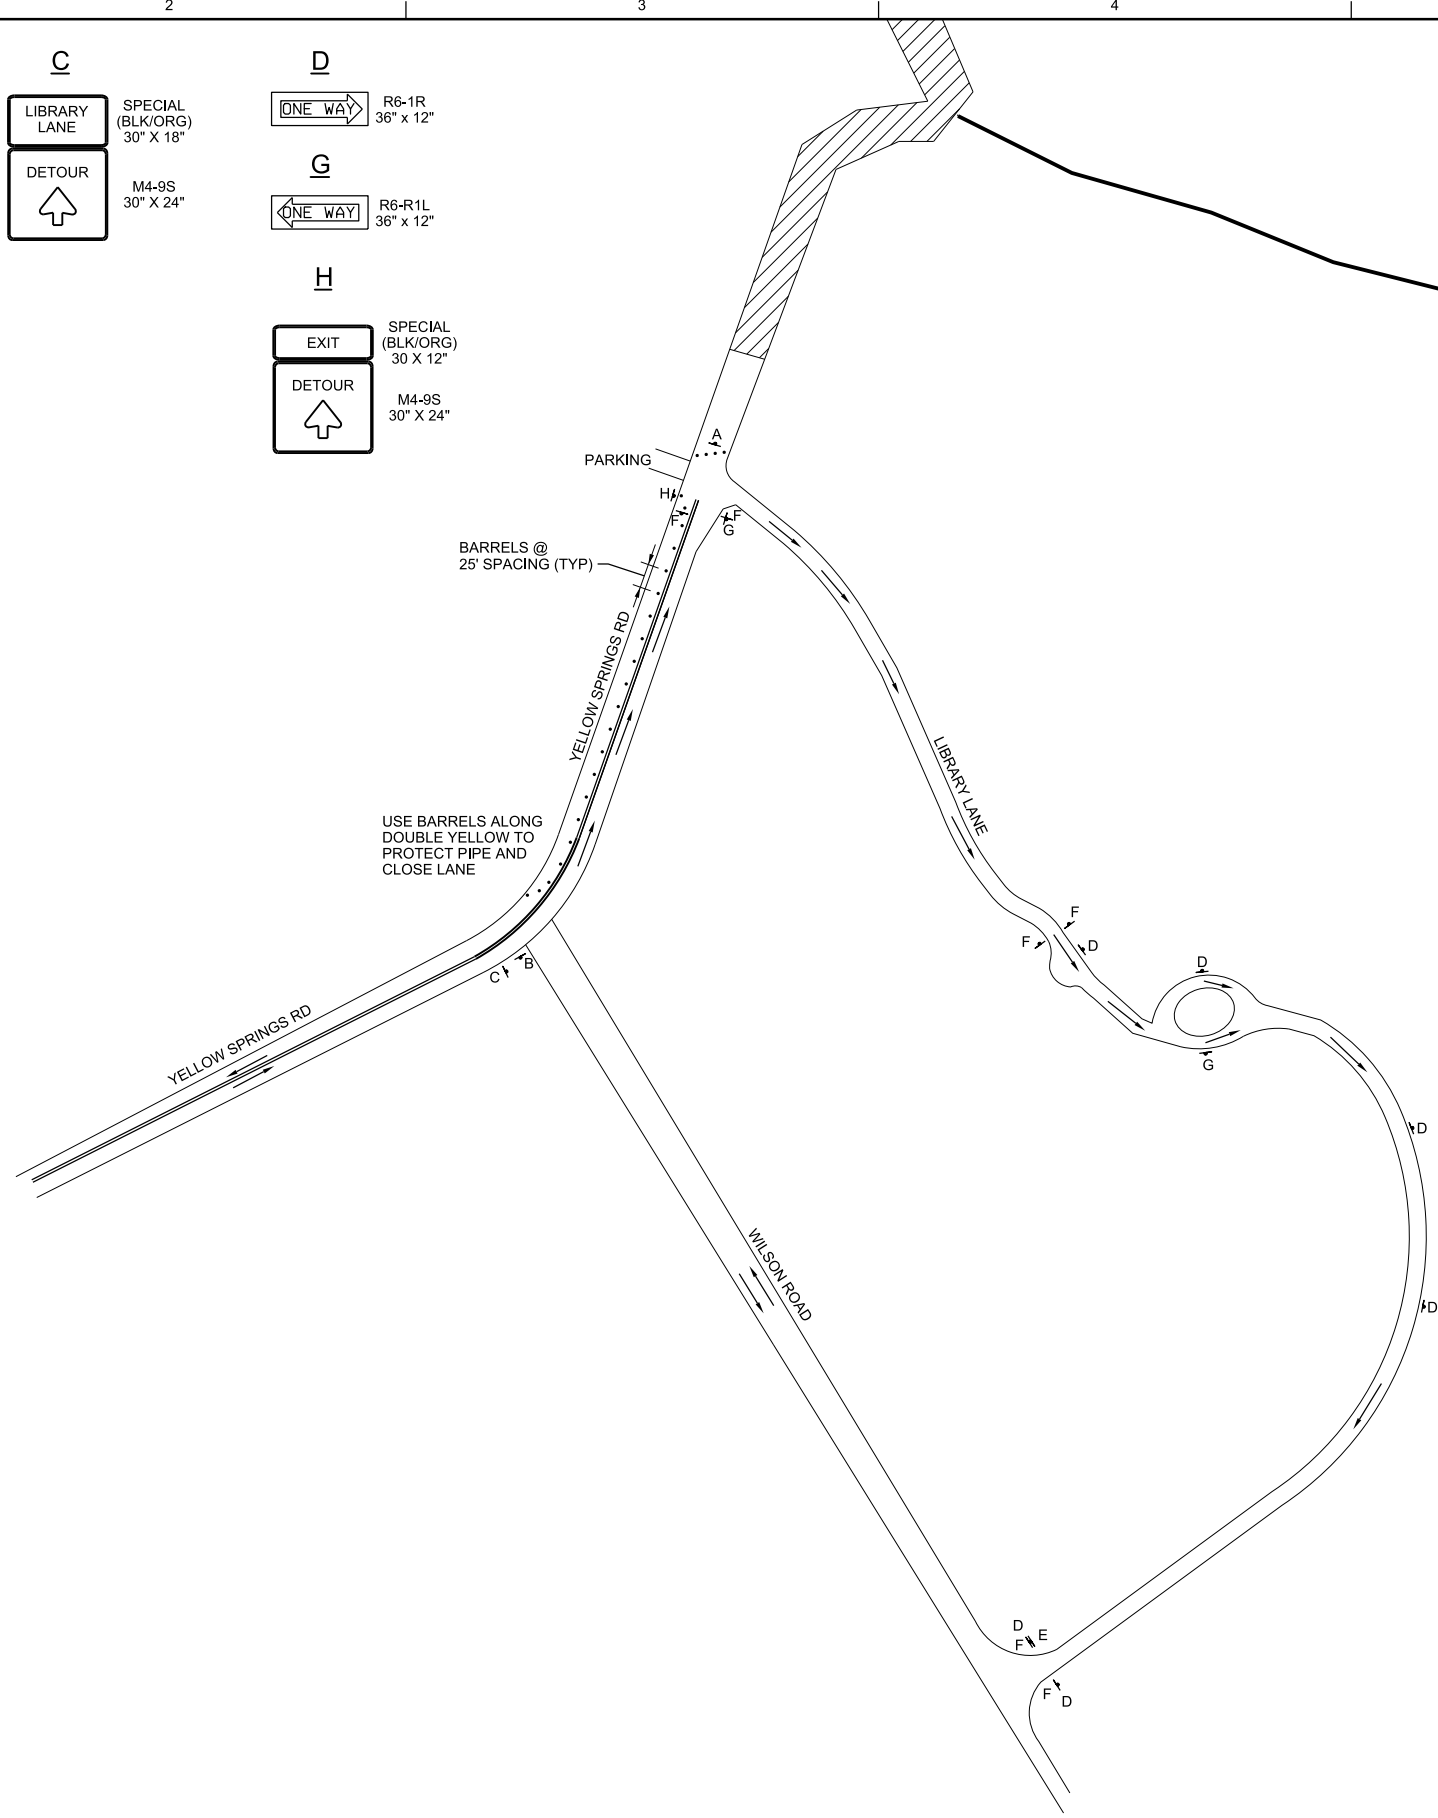 2
3
4
C
LIBRARY
LANE
SPECIAL
(BLK/ORG)
30" X 18"
DETOUR
M4-9S
30" X 24"
D
ONE WAY
R6-1R
36" x 12"
G
ONE WAY
R6-R1L
36" x 12"
H
EXIT
SPECIAL
(BLK/ORG)
30 X 12"
DETOUR
M4-9S
30" X 24"
A
PARKING
H
F
F
G
BARRELS @
25' SPACING (TYP)
YELLOW SPRINGS RD
LIBRARY LANE
USE BARRELS ALONG
DOUBLE YELLOW TO
PROTECT PIPE AND
CLOSE LANE
F
F
D
B
C
D
YELLOW SPRINGS RD
G
D
WILSON ROAD
D
D
E
F
F
D